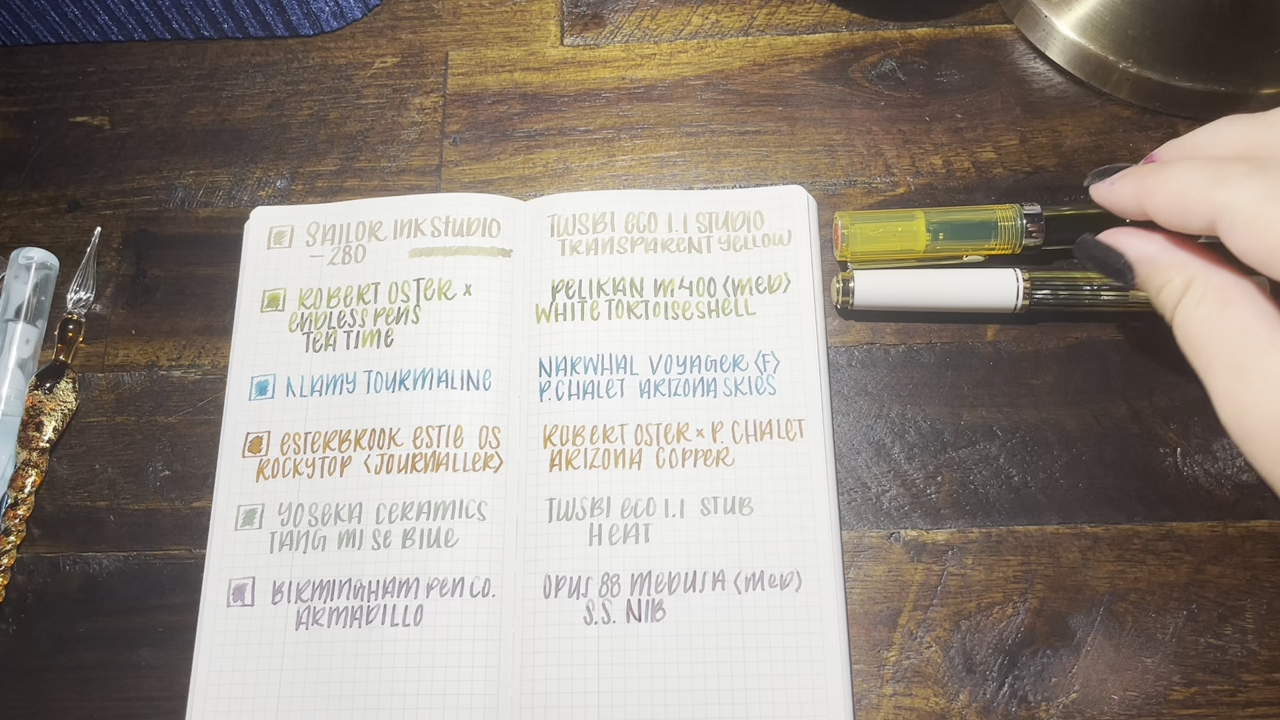 SAILOR INK STUDIO
-280
ROBERT OSTER x
ENDLESS PENS
TEA TIME
LAMY TOURMALINE
ESTERBROOK ESTIE OS
ROCKYTOP <JOURNALLER>
YOSEKA CERAMICS
TANG MI SE BLUE
BIRMINGHAM PEN CO.
ARMADILLO
TWSBI ECO 1.1 STUDIO
TRANSPARENT YELLOW
PELIKAN M400 <MED>
WHITE TORTOISESHELL
NARWHAL VOYAGER <F>
P. CHALET ARIZONA SKIES
ROBERT OSTER x P. CHALET
ARIZONA COPPER
TWSBI ECO 1.1 STUB
HEAT
OPUS 88 MEDUSA <MED>
S.S. NIB